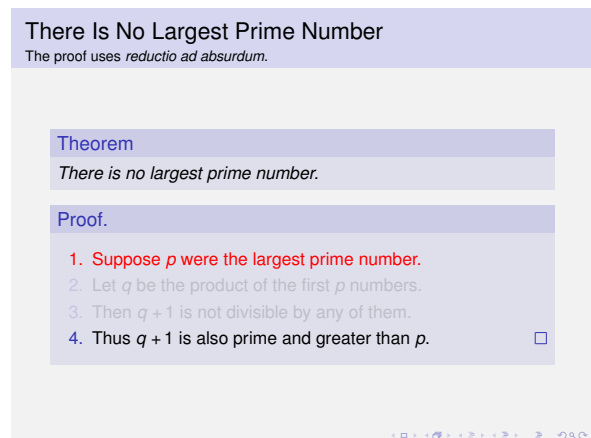 There Is No Largest Prime Number
The proof uses reductio ad absurdum.
Theorem
There is no largest prime number.
Proof.
1. Suppose p were the largest prime number.
2. Let q be the product of the first p numbers.
3. Then q + 1 is not divisible by any of them.
4. Thus q + 1 is also prime and greater than p.